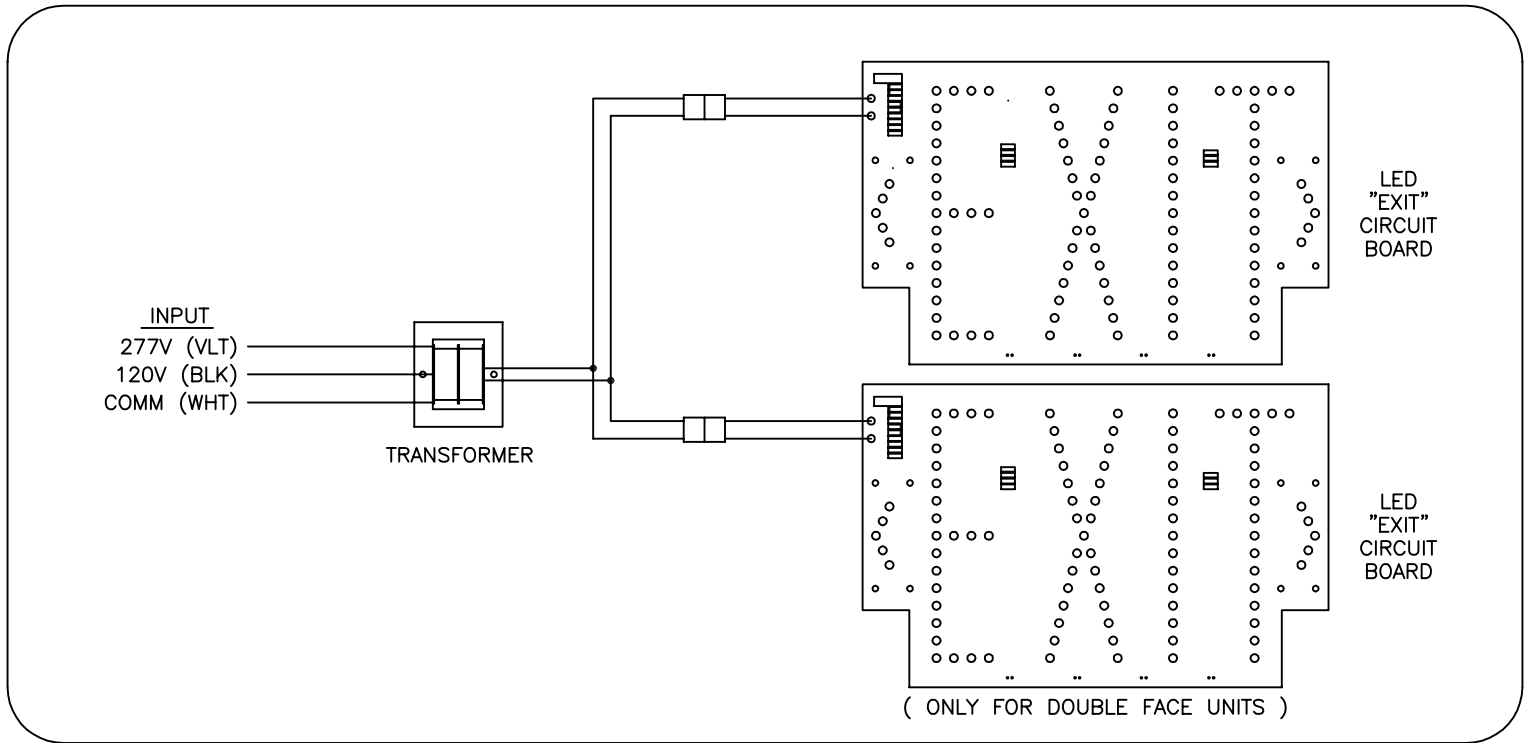 INPUT
277V (VLT)
120V (BLK)
COMM (WHT)
TRANSFORMER
LED
"EXIT"
CIRCUIT
BOARD
LED
"EXIT"
CIRCUIT
BOARD
( ONLY FOR DOUBLE FACE UNITS )